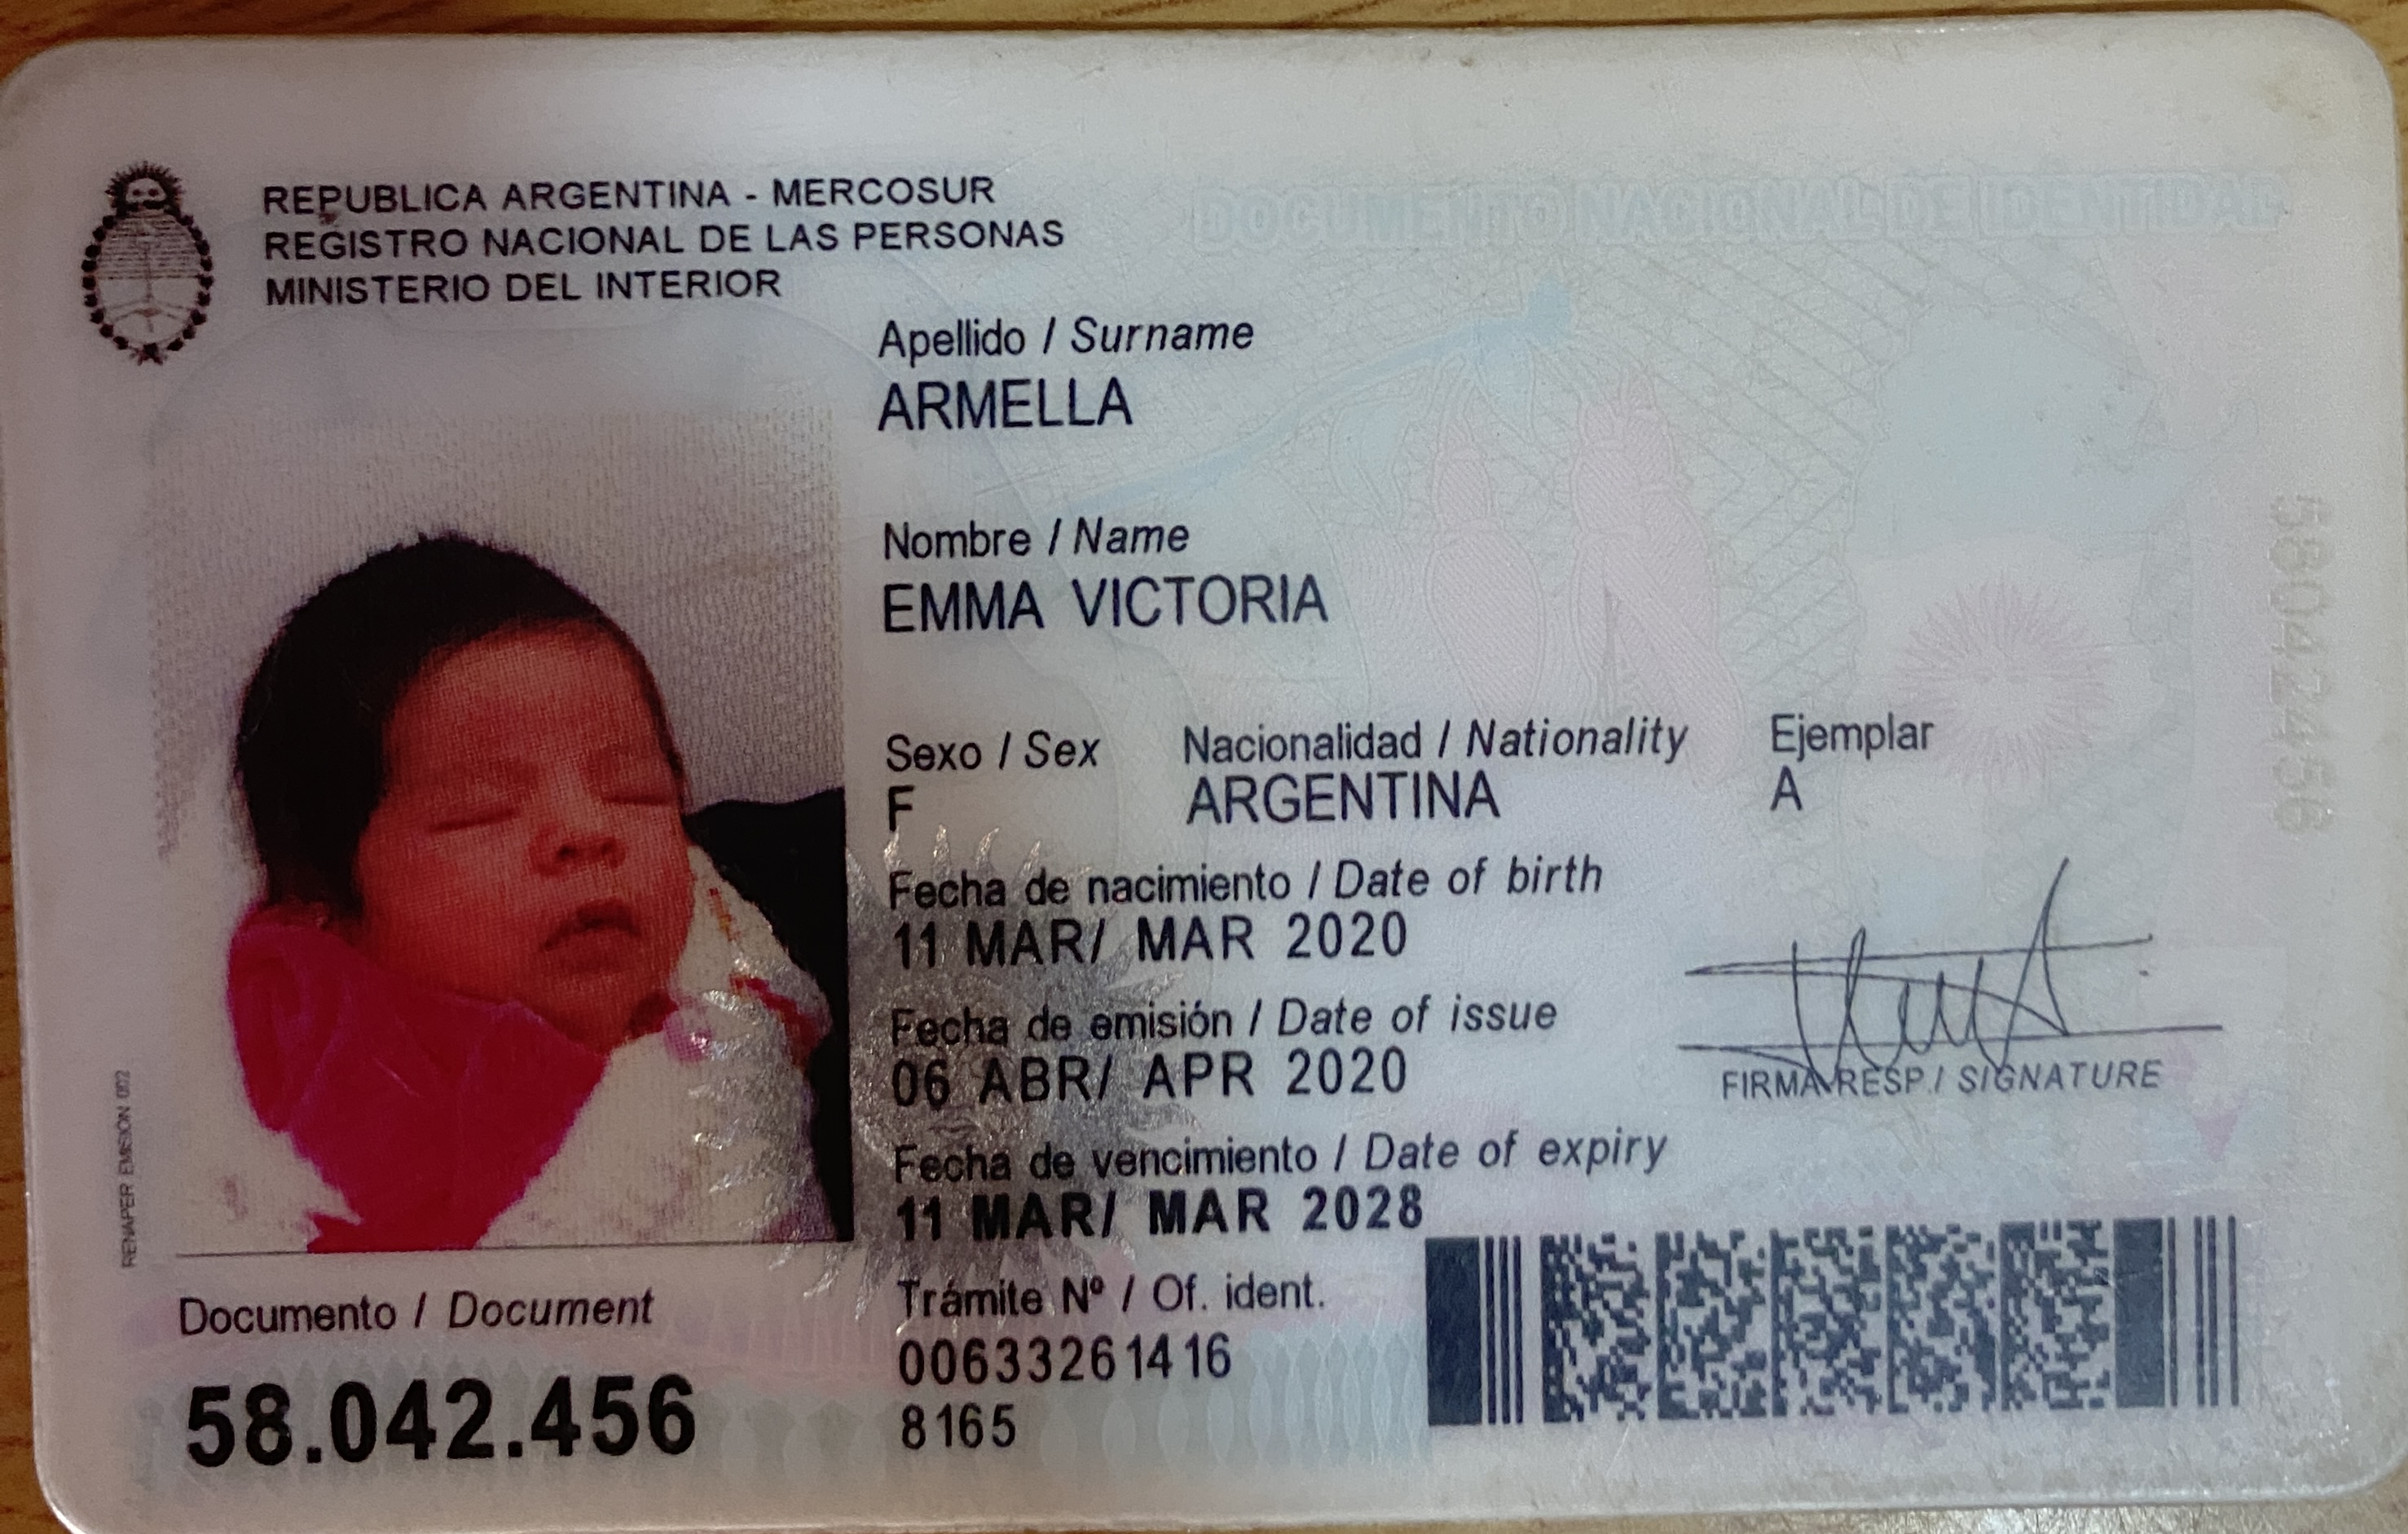 REPUBLICA ARGENTINA - MERCOSUR
REGISTRO NACIONAL DE LAS PERSONAS
MINISTERIO DEL INTERIOR
DOCUMENTO NACIONAL DE IDENTIDAD
Apellido / Surname
ARMELLA
Nombre / Name
EMMA VICTORIA
Sexo / Sex Nacionalidad / Nationality Ejemplar
F ARGENTINA A
Fecha de nacimiento / Date of birth
11 MAR/ MAR 2020
Fecha de emisión / Date of issue
06 ABR/ APR 2020
FIRMA RESP./ SIGNATURE
Fecha de vencimiento / Date of expiry
11 MAR/ MAR 2028
Trámite Nº / Of. ident.
00633261416
8165
Documento / Document
58.042.456
RENAPER EMISION 002
58042456